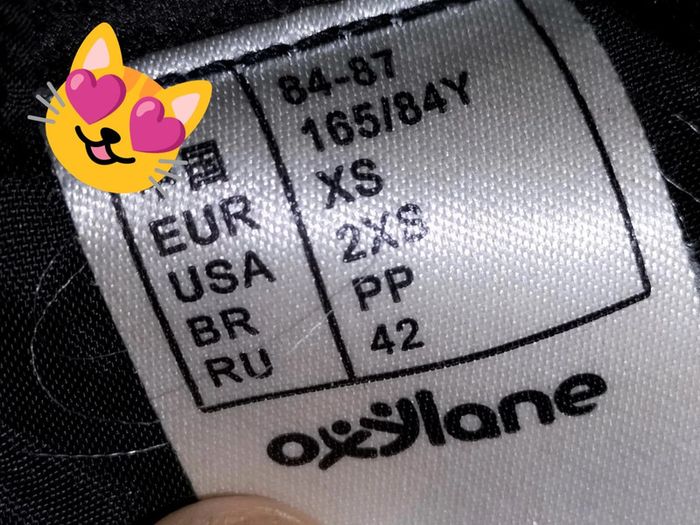 84-87
国 165/84Y
EUR XS
USA 2XS
BR PP
RU 42
oxylane